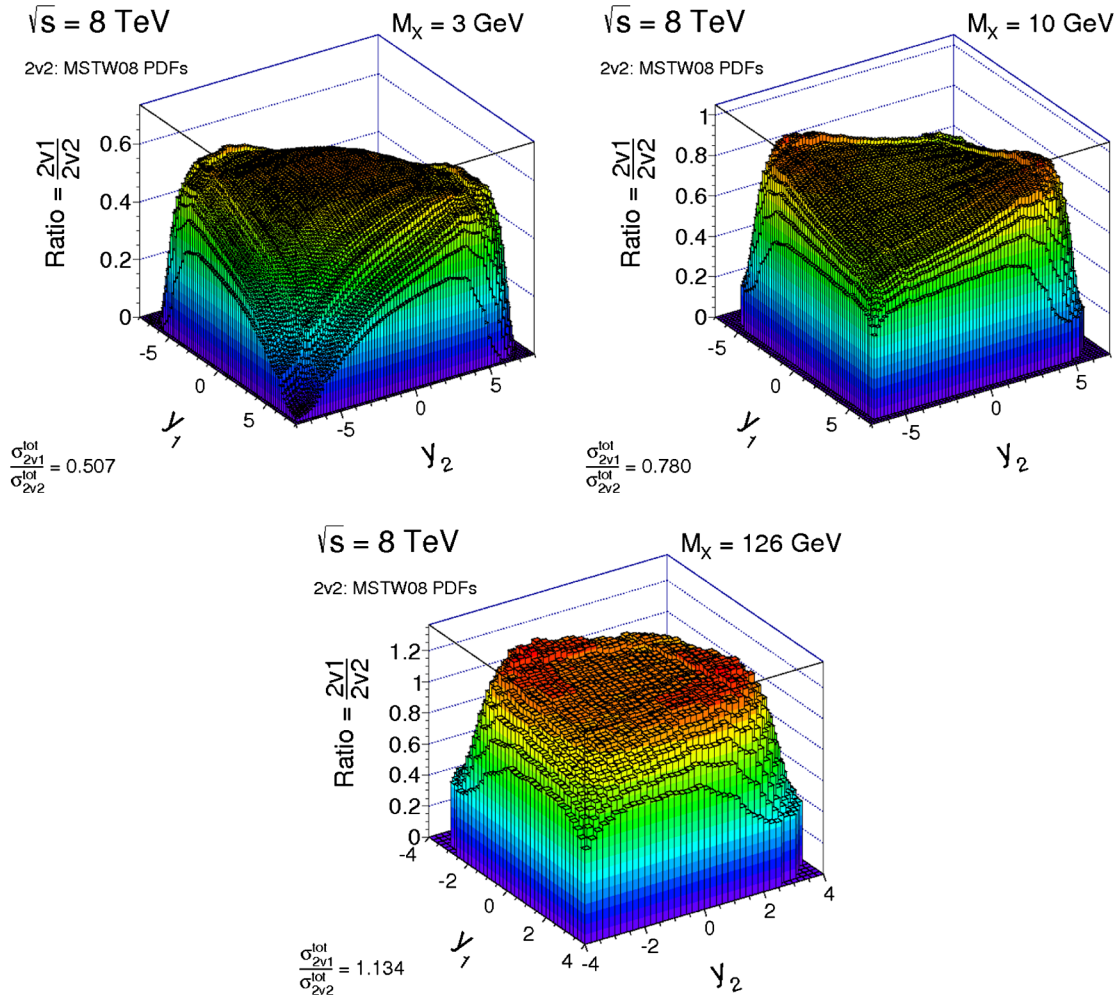 √s = 8 TeV
M_X = 3 GeV
2v2: MSTW08 PDFs
Ratio = 2v1/2v2
0.6
0.4
0.2
0
-5
0
5
y_1
-5
0
5
y_2
σ^tot_2v1/σ^tot_2v2 = 0.507
√s = 8 TeV
M_X = 10 GeV
2v2: MSTW08 PDFs
Ratio = 2v1/2v2
1
0.8
0.6
0.4
0.2
0
-5
0
5
y_1
-5
0
5
y_2
σ^tot_2v1/σ^tot_2v2 = 0.780
√s = 8 TeV
M_X = 126 GeV
2v2: MSTW08 PDFs
Ratio = 2v1/2v2
1.2
1
0.8
0.6
0.4
0.2
0
-4
-2
0
2
4
y_1
-4
-2
0
2
4
y_2
σ^tot_2v1/σ^tot_2v2 = 1.134